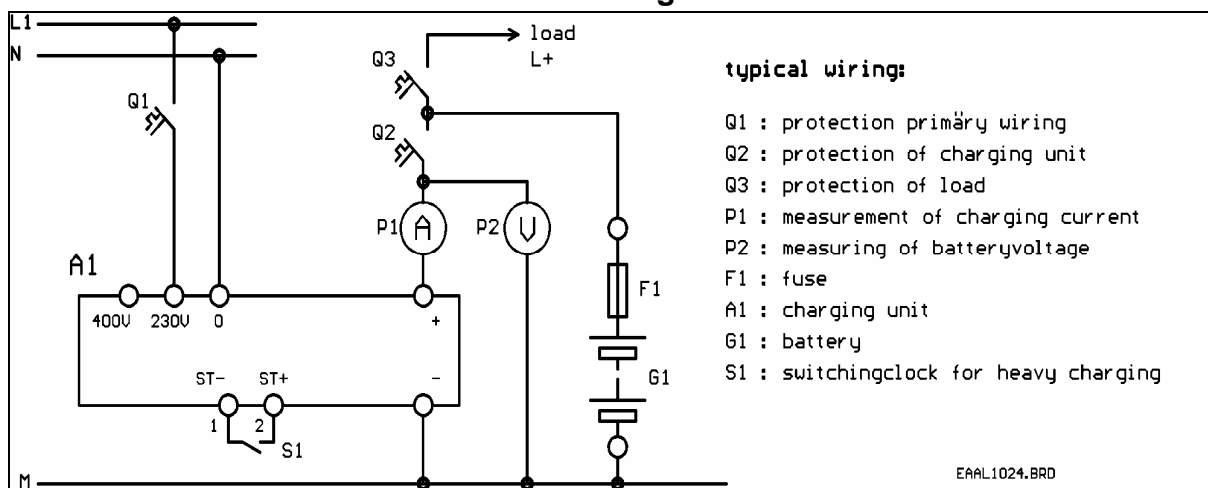 L1
N
load
L+
Q3
Q1
Q2
P1
A
P2
V
A1
F1
400V
230V
0
+
ST-
ST+
-
G1
1
2
S1
M
typical wiring:
Q1 : protection primäry wiring
Q2 : protection of charging unit
Q3 : protection of load
P1 : measurement of charging current
P2 : measuring of batteryvoltage
F1 : fuse
A1 : charging unit
G1 : battery
S1 : switchingclock for heavy charging
EAAL1024.BRD